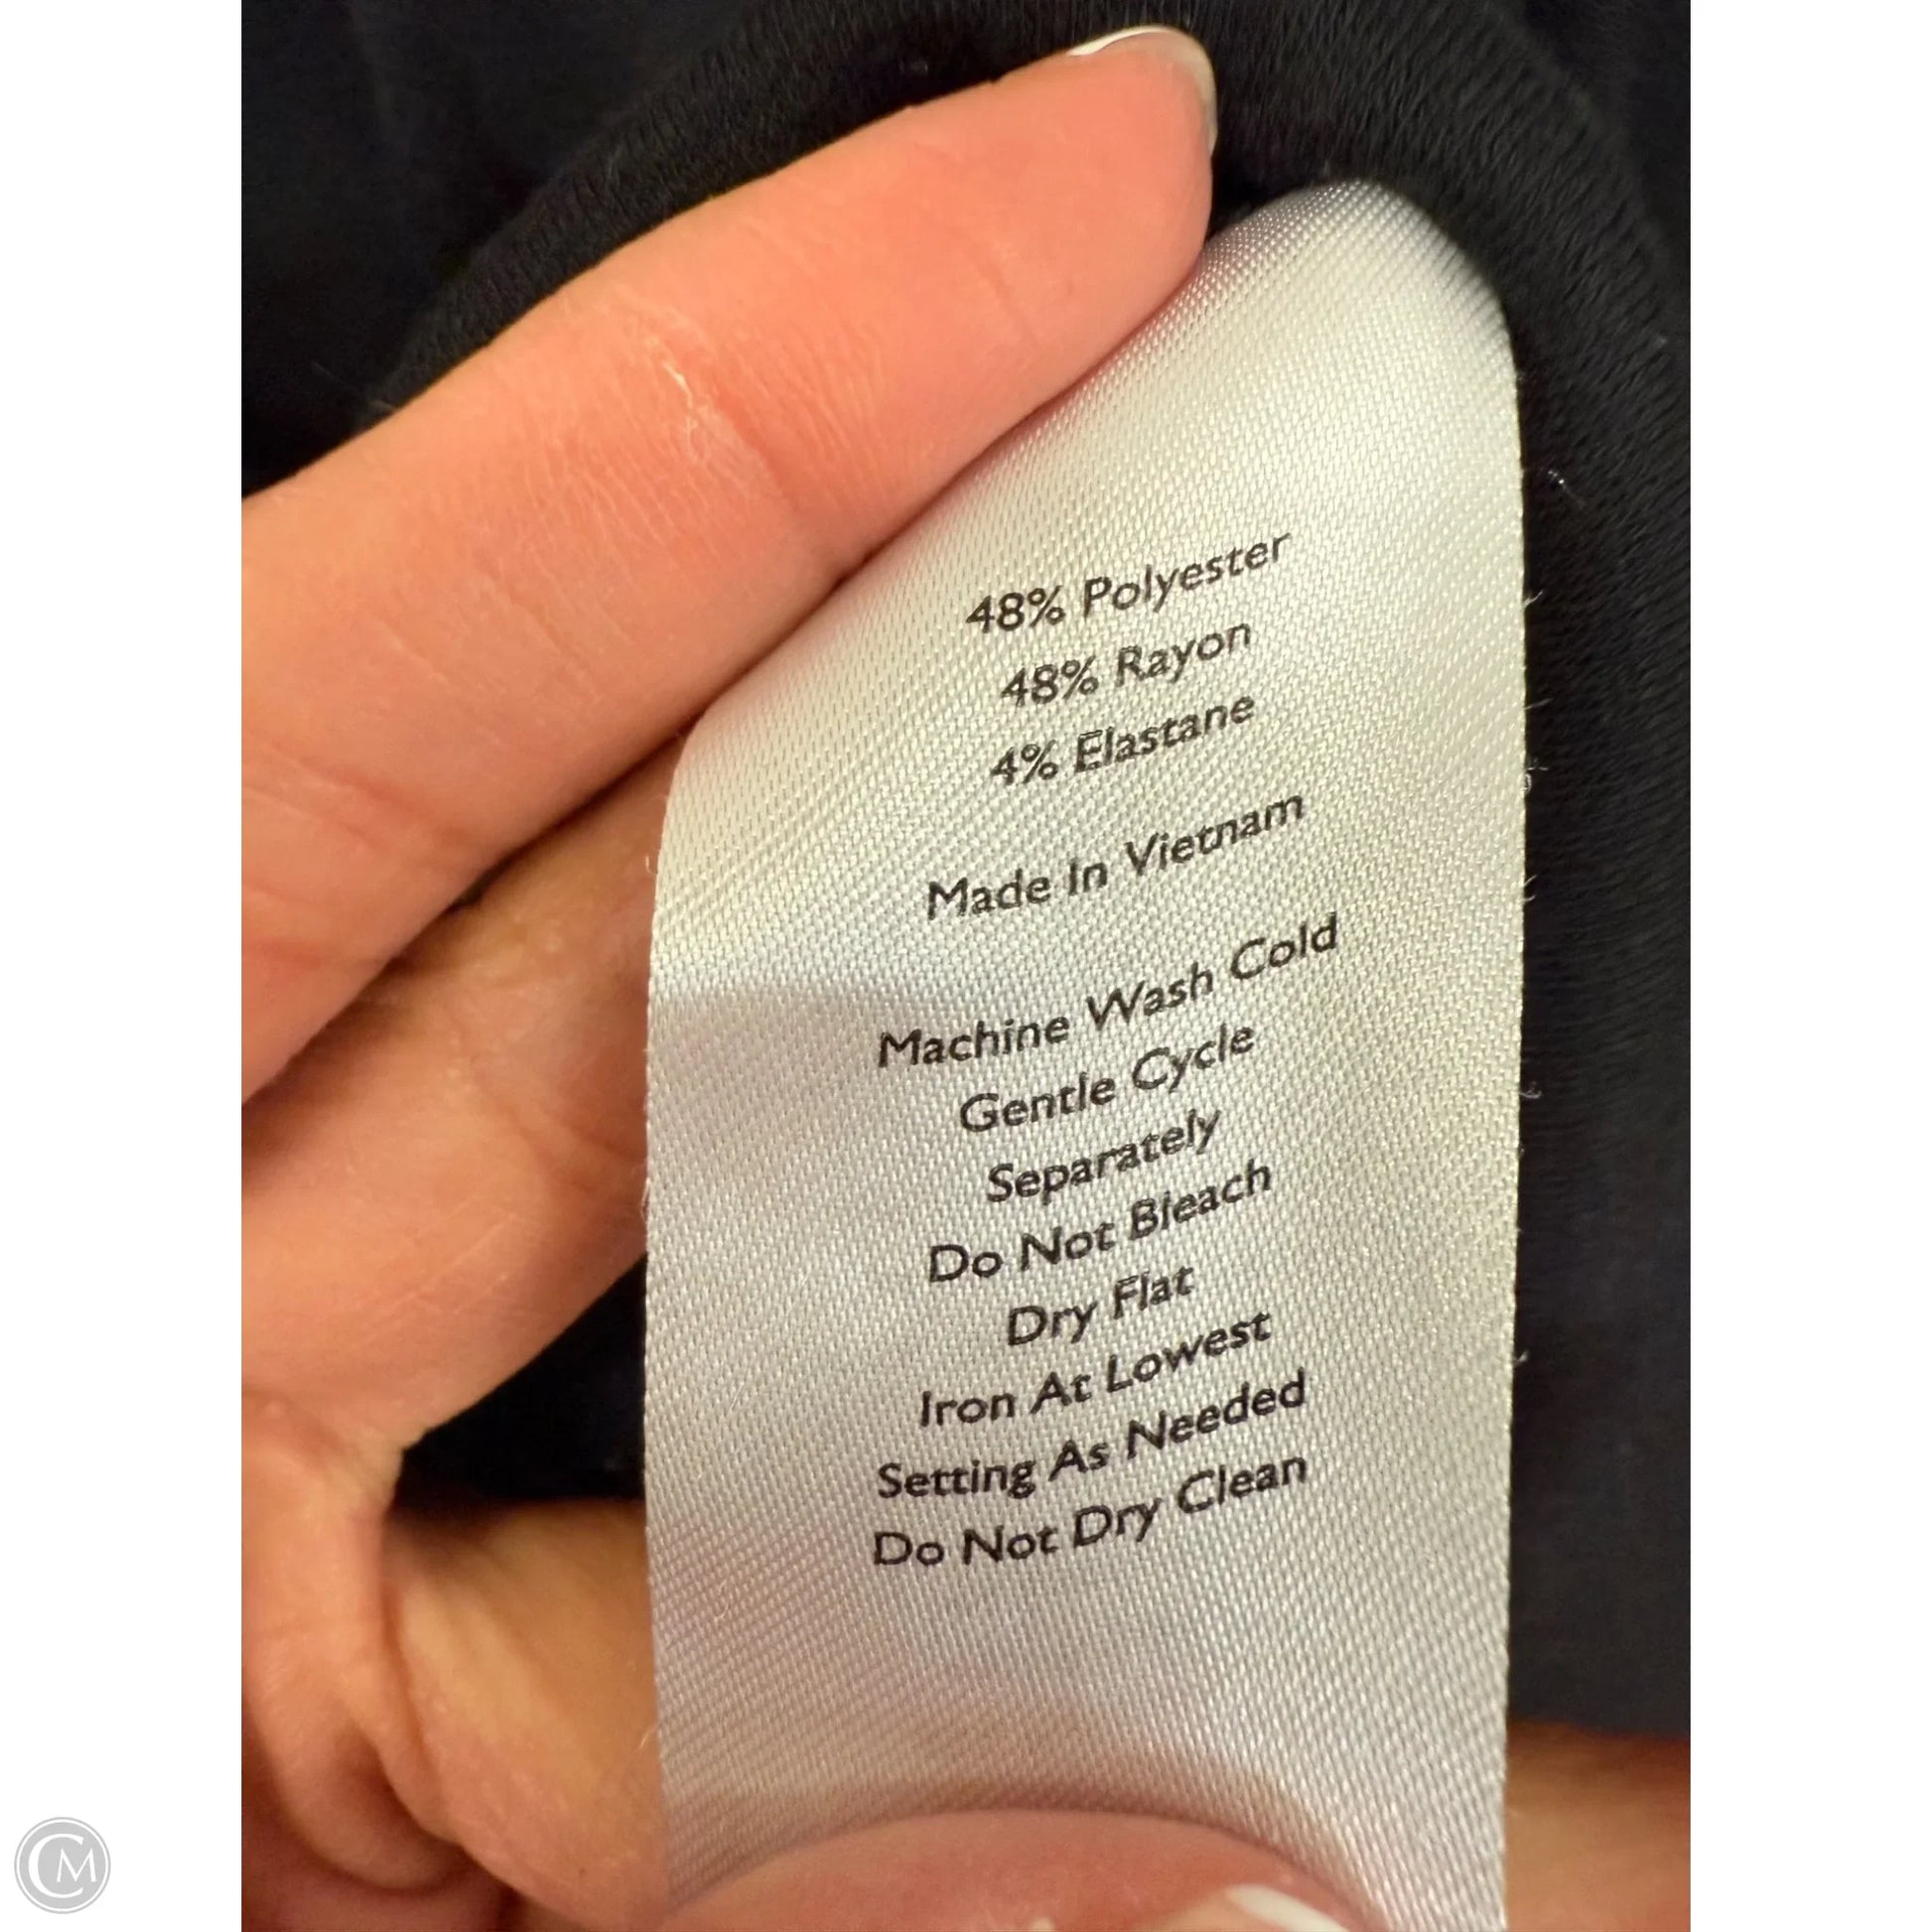 48% Polyester
48% Rayon
4% Elastane
Made In Vietnam
Machine Wash Cold
Gentle Cycle
Separately
Do Not Bleach
Dry Flat
Iron At Lowest
Setting As Needed
Do Not Dry Clean
CM